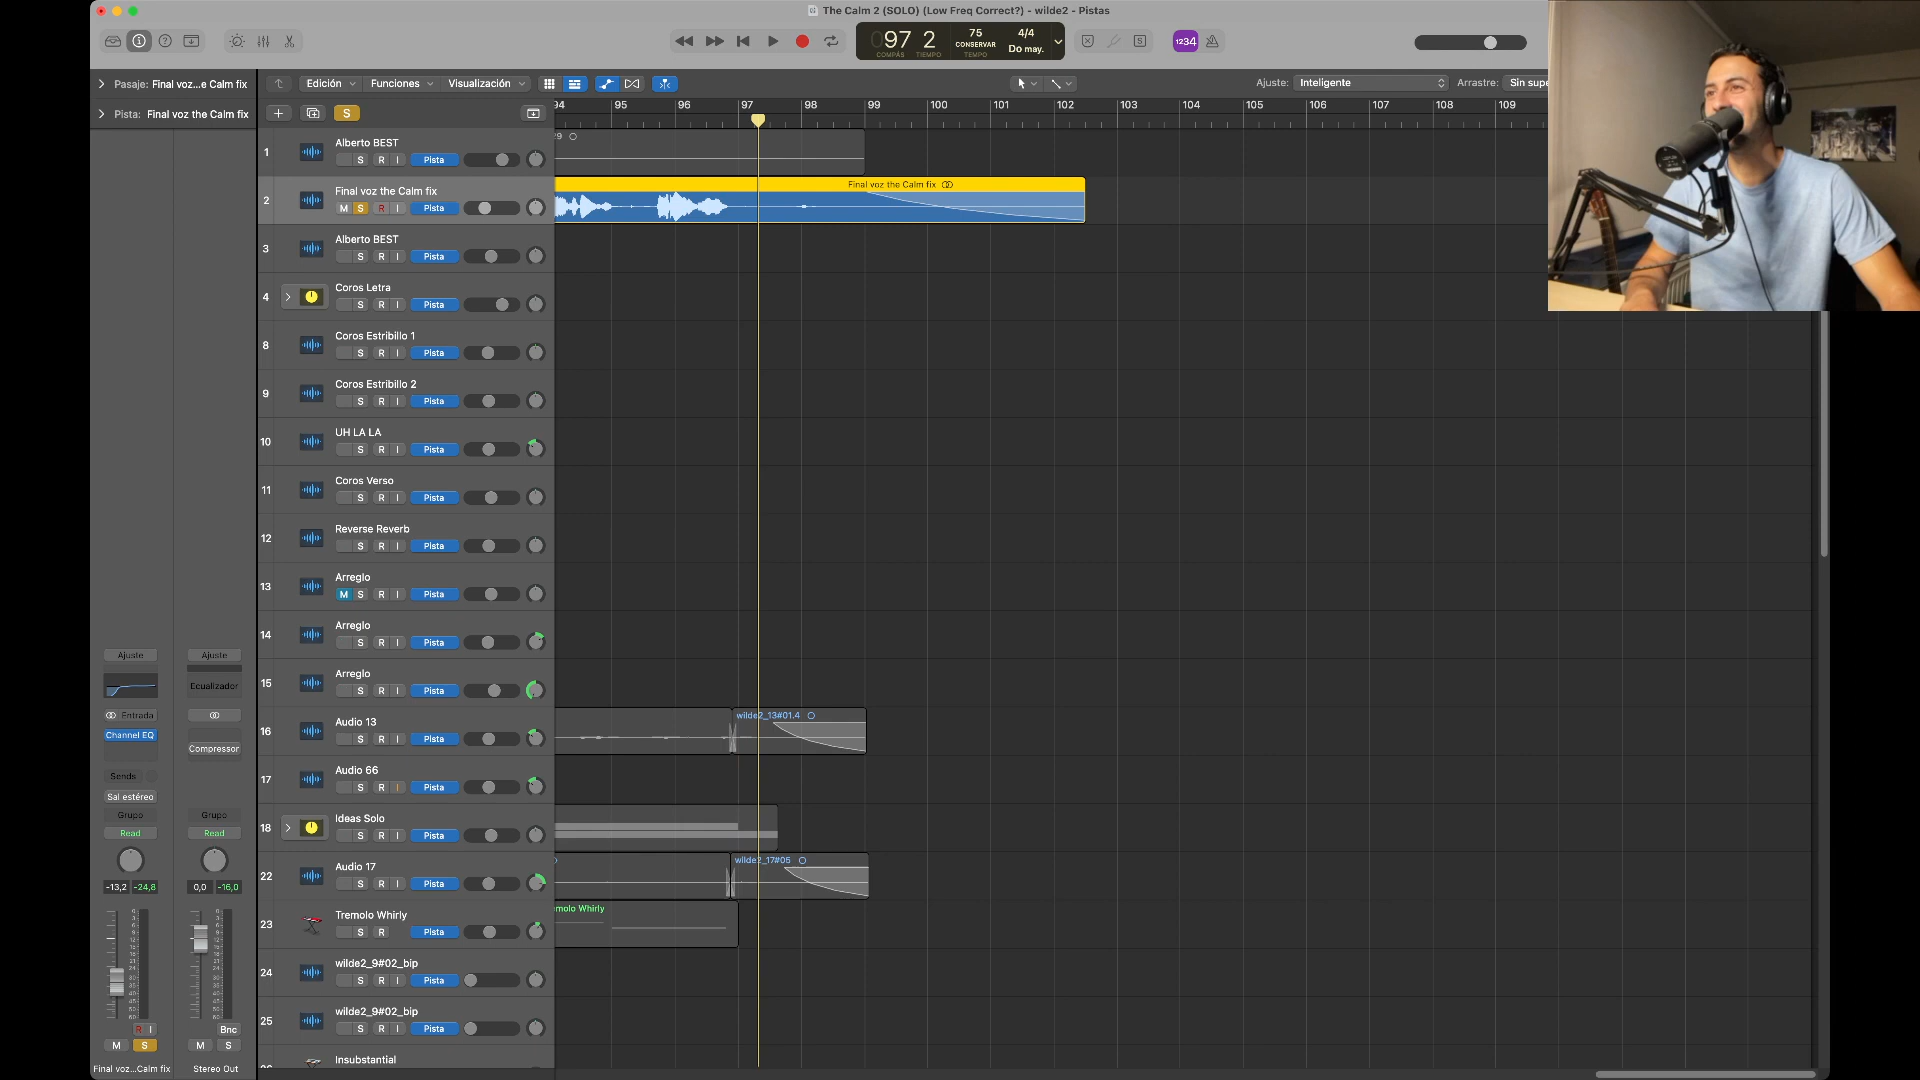 The Calm 2 (SOLO) (Low Freq Correct?) - wilde2 - Pistas
097 2
COMPÁS TIEMPO
75
CONSERVAR
TEMPO
4/4
Do may.
1234
Pasaje: Final voz...e Calm fix
Edición Funciones Visualización
Ajuste: Inteligente
Arrastre: Sin supe
Pista: Final voz the Calm fix
S
94 95 96 97 98 99 100 101 102 103 104 105 106 107 108 109
1 Alberto BEST
S R I Pista
2 Final voz the Calm fix
M S R I Pista
Final voz the Calm fix
3 Alberto BEST
S R I Pista
4 Coros Letra
S R I Pista
8 Coros Estribillo 1
S R I Pista
9 Coros Estribillo 2
S R I Pista
10 UH LA LA
S R I Pista
11 Coros Verso
S R I Pista
12 Reverse Reverb
S R I Pista
13 Arreglo
M S R I Pista
14 Arreglo
S R I Pista
15 Arreglo
S R I Pista
16 Audio 13
S R I Pista
wilde2_13#01.4
17 Audio 66
S R I Pista
18 Ideas Solo
S R I Pista
22 Audio 17
S R I Pista
wilde2_17#05
23 Tremolo Whirly
S R Pista
molo Whirly
24 wilde2_9#02_bip
S R I Pista
25 wilde2_9#02_bip
S R I Pista
Insubstantial
Ajuste Ajuste
Ecualizador
Entrada
Channel EQ
Compressor
Sends
Sal estéreo
Grupo Grupo
Read Read
-13,2 -24,8 0,0 -16,0
R I Bnc
M S M S
Final voz...Calm fix Stereo Out